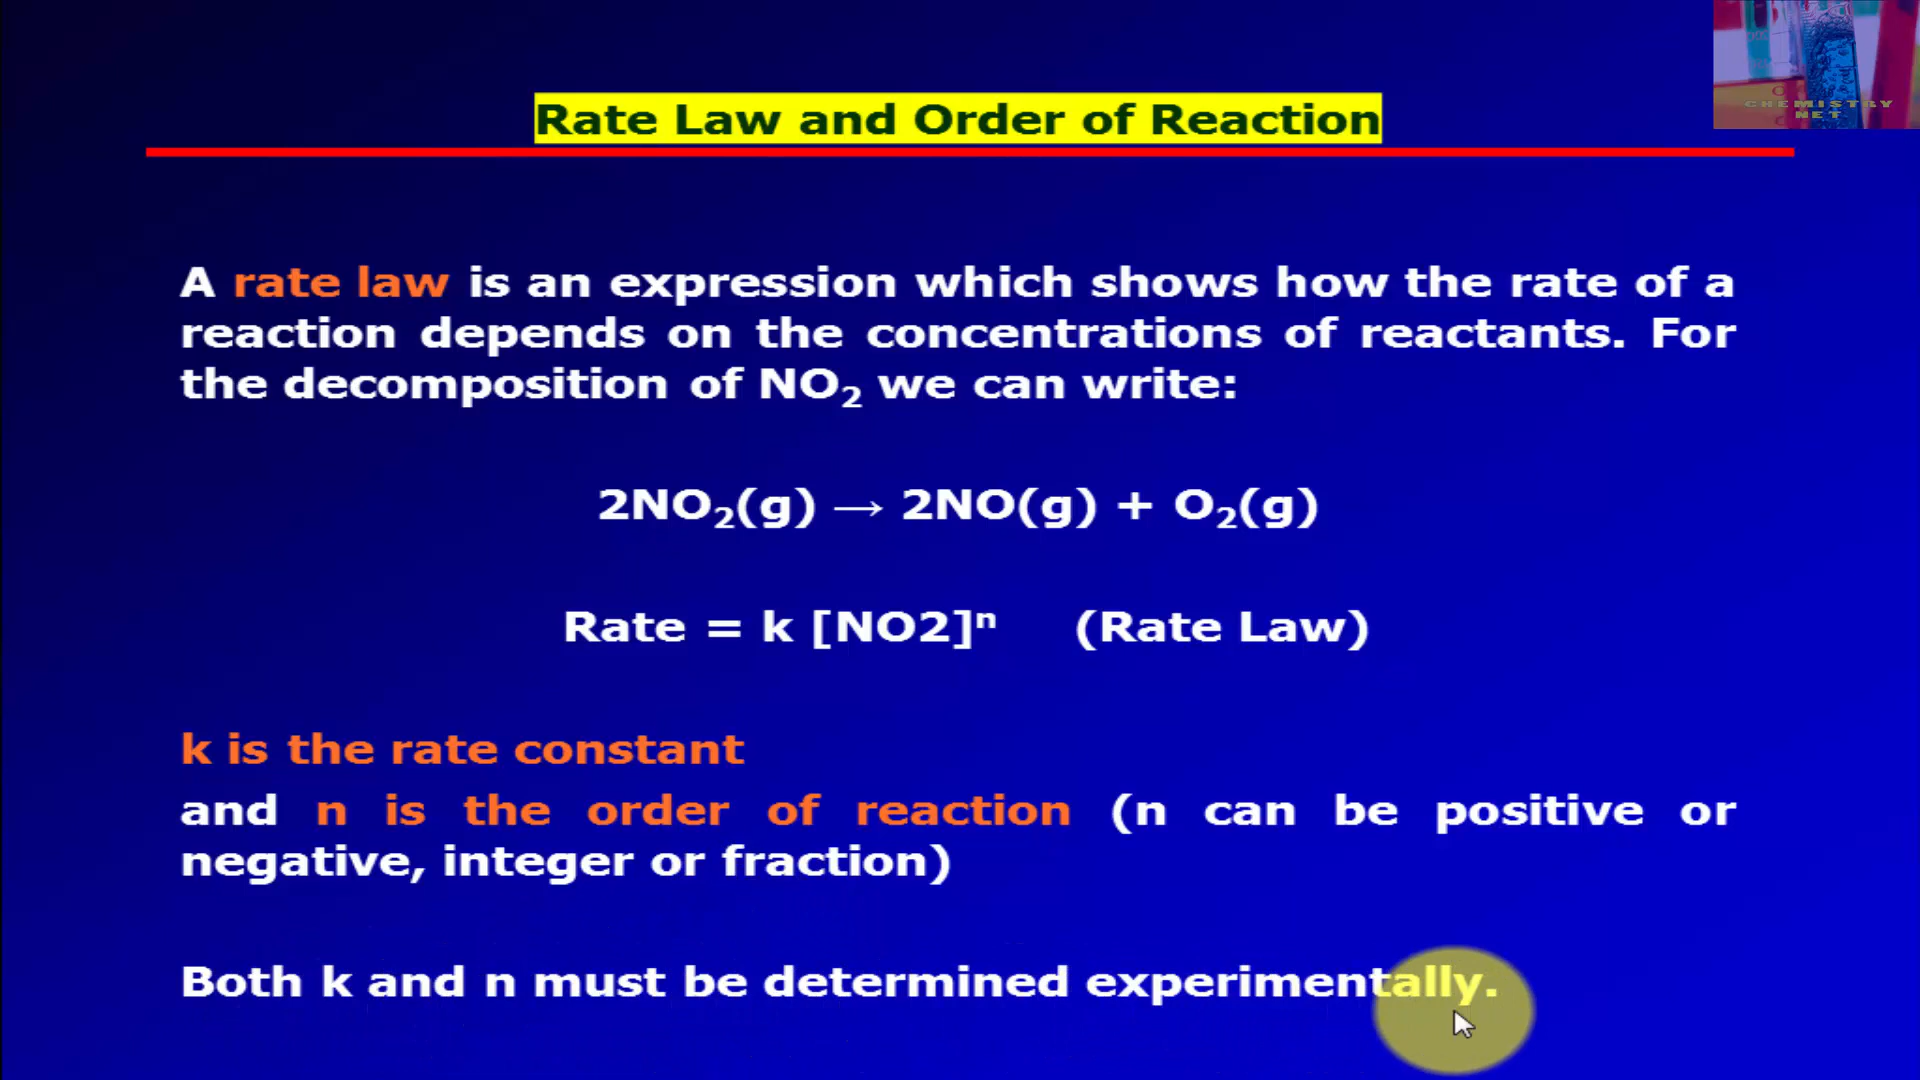 CHEMISTRY
NET
Rate Law and Order of Reaction
A rate law is an expression which shows how the rate of a
reaction depends on the concentrations of reactants. For
the decomposition of NO₂ we can write:
2NO₂(g) → 2NO(g) + O₂(g)
Rate = k [NO2]ⁿ (Rate Law)
k is the rate constant
and n is the order of reaction (n can be positive or
negative, integer or fraction)
Both k and n must be determined experimentally.